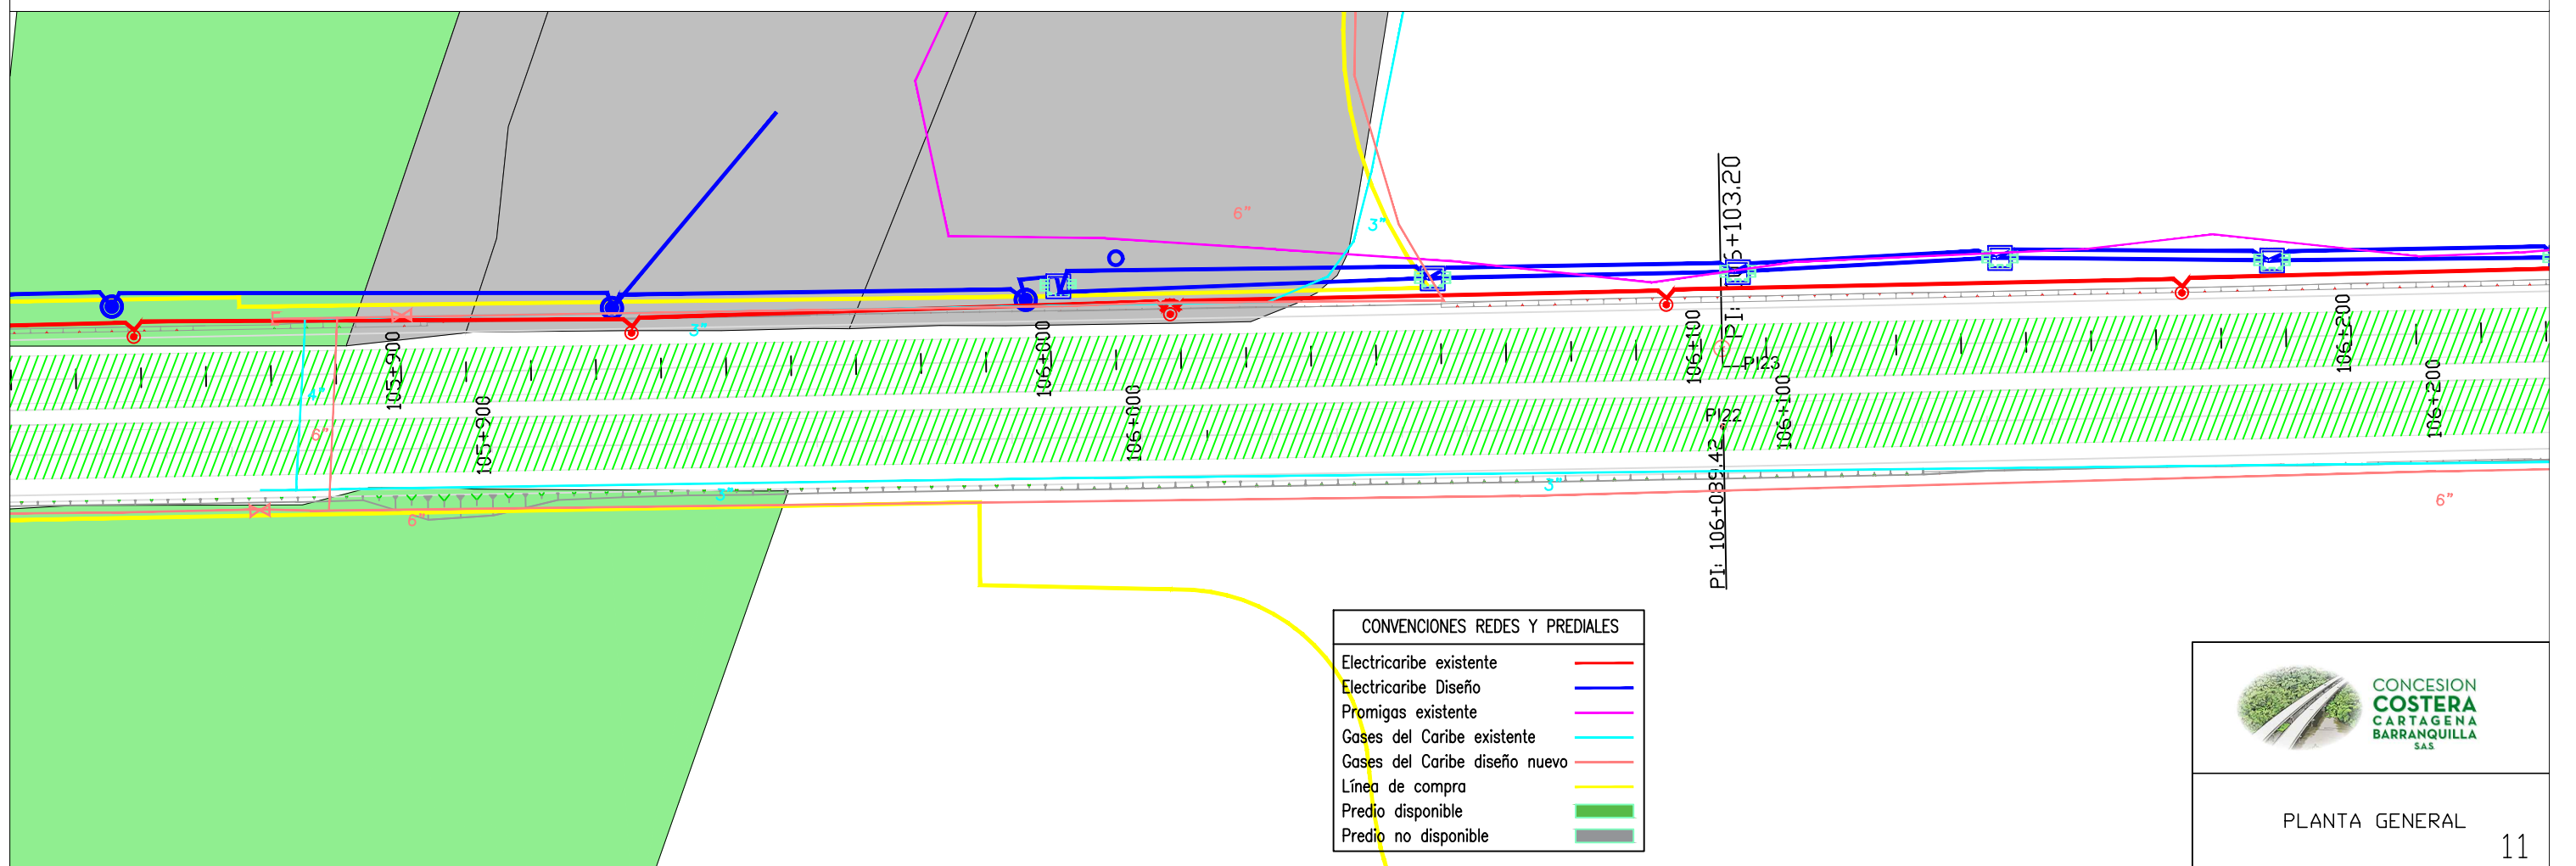 6"
3"
3"
4"
6"
105+900
105+900
106+000
106+000
PI: 106+103.20
106+100
PI23
PI22
106+100
PI: 106+089.42
106+200
106+200
3"
3"
6"
6"
CONVENCIONES REDES Y PREDIALES
Electricaribe existente
Electricaribe Diseño
Promigas existente
Gases del Caribe existente
Gases del Caribe diseño nuevo
Línea de compra
Predio disponible
Predio no disponible
CONCESION
COSTERA
CARTAGENA
BARRANQUILLA
S.A.S.
PLANTA GENERAL
11